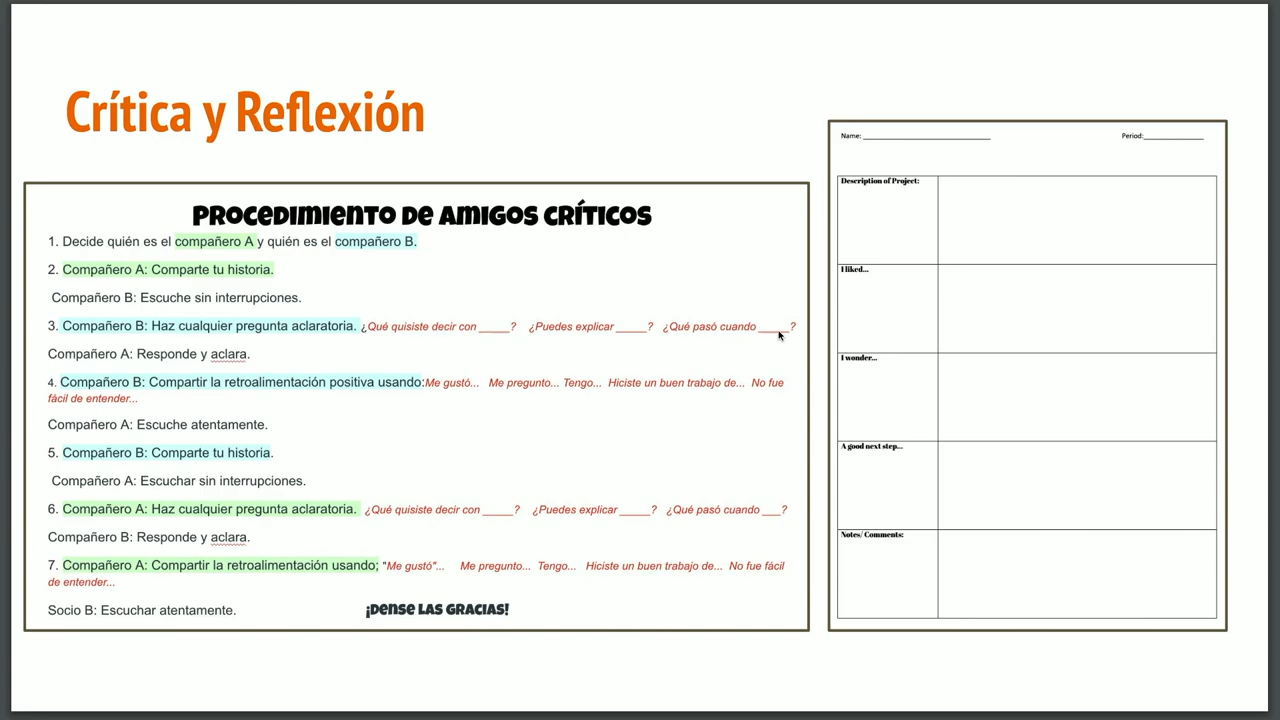 Crítica y Reflexión
Procedimiento de Amigos Críticos
1. Decide quién es el compañero A y quién es el compañero B.
2. Compañero A: Comparte tu historia.
Compañero B: Escuche sin interrupciones.
3. Compañero B: Haz cualquier pregunta aclaratoria. ¿Qué quisiste decir con _____? ¿Puedes explicar _____? ¿Qué pasó cuando _____?
Compañero A: Responde y aclara.
4. Compañero B: Compartir la retroalimentación positiva usando:Me gustó... Me pregunto... Tengo... Hiciste un buen trabajo de... No fue
fácil de entender...
Compañero A: Escuche atentamente.
5. Compañero B: Comparte tu historia.
Compañero A: Escuchar sin interrupciones.
6. Compañero A: Haz cualquier pregunta aclaratoria. ¿Qué quisiste decir con _____? ¿Puedes explicar _____? ¿Qué pasó cuando ___?
Compañero B: Responde y aclara.
7. Compañero A: Compartir la retroalimentación usando; "Me gustó"... Me pregunto... Tengo... Hiciste un buen trabajo de... No fue fácil
de entender...
Socio B: Escuchar atentamente. ¡Dense las gracias!
Name: ____________________ Period:_______________
Description of Project:
I liked...
I wonder...
A good next step...
Notes/ Comments: